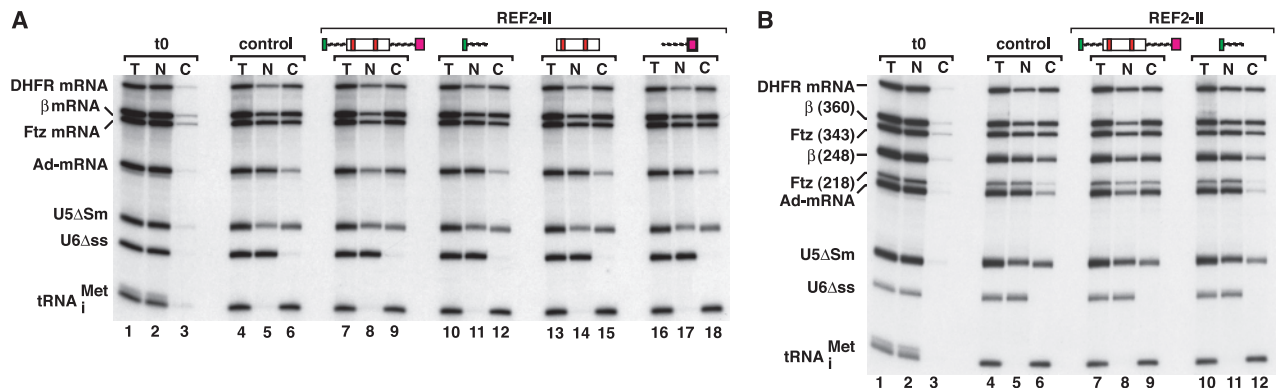 A
REF2-II
t0
control
T N C T N C T N C T N C T N C T N C
DHFR mRNA
β mRNA
Ftz mRNA
Ad-mRNA
U5ΔSm
U6Δss
tRNA i Met
1 2 3 4 5 6 7 8 9 10 11 12 13 14 15 16 17 18
B
REF2-II
t0
control
T N C T N C T N C T N C
DHFR mRNA
β (360)
Ftz (343)
β (248)
Ftz (218)
Ad-mRNA
U5ΔSm
U6Δss
tRNA i Met
1 2 3 4 5 6 7 8 9 10 11 12